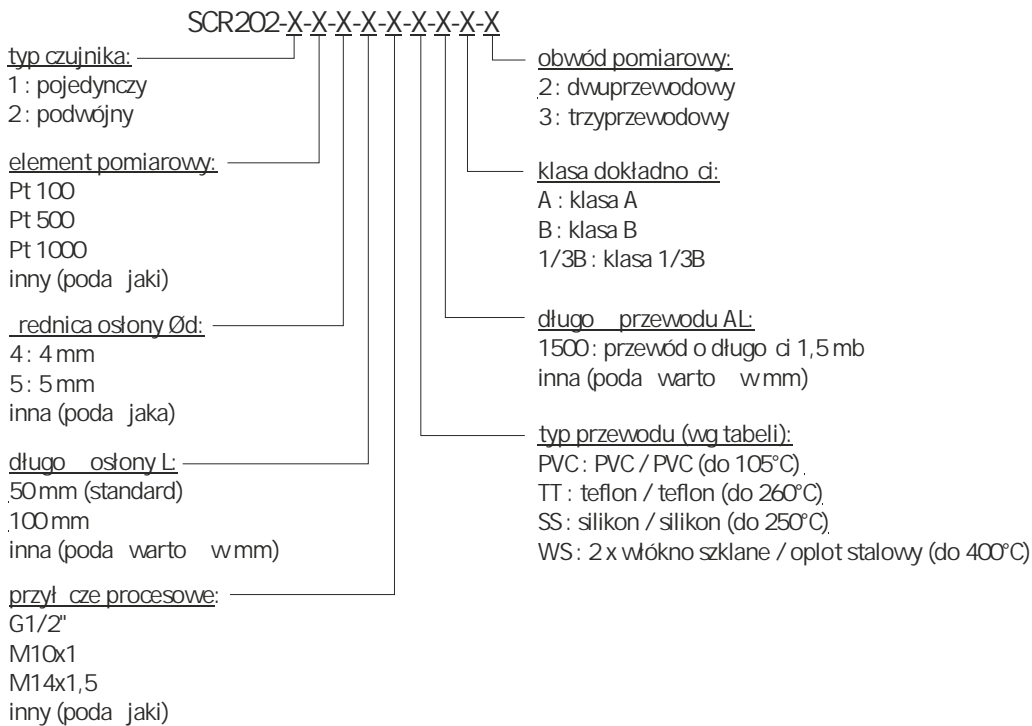 SCR202-X-X-X-X-X-X-X-X-X
typ czujnika:
1 : pojedynczy
2 : podwójny
element pomiarowy:
Pt 100
Pt 500
Pt 1000
inny (poda jaki)
rednica osłony Ød:
4 : 4 mm
5 : 5 mm
inna (poda jaka)
długo osłony L:
50 mm (standard)
100 mm
inna (poda warto w mm)
przył cze procesowe:
G1/2"
M10x1
M14x1,5
inny (poda jaki)
obwód pomiarowy:
2 : dwuprzewodowy
3 : trzyprzewodowy
klasa dokładno ci:
A : klasa A
B : klasa B
1/3B : klasa 1/3B
długo przewodu AL:
1500 : przewód o długo ci 1,5 mb
inna (poda warto w mm)
typ przewodu (wg tabeli):
PVC : PVC / PVC (do 105°C)
TT : teflon / teflon (do 260°C)
SS : silikon / silikon (do 250°C)
WS : 2 x włókno szklane / oplot stalowy (do 400°C)